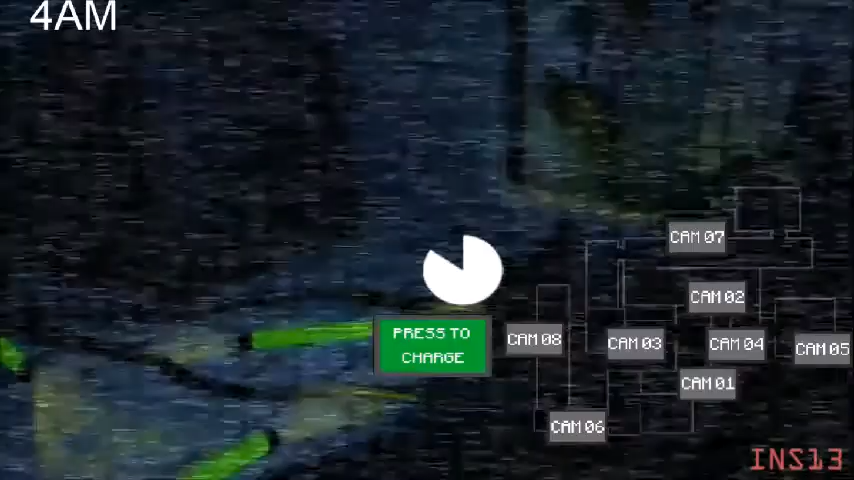 4AM
CAM 07
CAM 02
PRESS TO
CHARGE
CAM 08
CAM 03
CAM 04
CAM 05
CAM 01
CAM 06
INS13